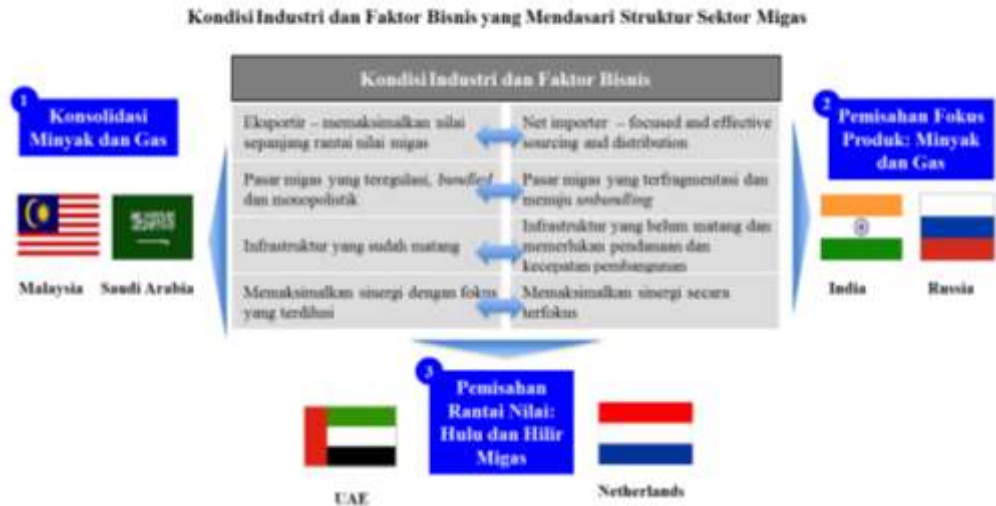 Kondisi Industri dan Faktor Bisnis yang Mendasari Struktur Sektor Migas
Kondisi Industri dan Faktor Bisnis
1
Konsolidasi
Minyak dan Gas
Malaysia
Saudi Arabia
Eksportir – memaksimalkan nilai
sepanjang rantai nilai migas
Net importer – focused and effective
sourcing and distribution
Pasar migas yang teregulasi, bundled
dan monopolistik
Pasar migas yang terfragmentasi dan
menuju unbundling
Infrastruktur yang sudah matang
Infrastruktur yang belum matang dan
memerlukan pendanaan dan
kecepatan pembangunan
Memaksimalkan sinergi dengan fokus
yang terdilusi
Memaksimalkan sinergi secara
terfokus
2
Pemisahan Fokus
Produk: Minyak
dan Gas
India
Russia
3
Pemisahan
Rantai Nilai:
Hulu dan Hilir
Migas
UAE
Netherlands